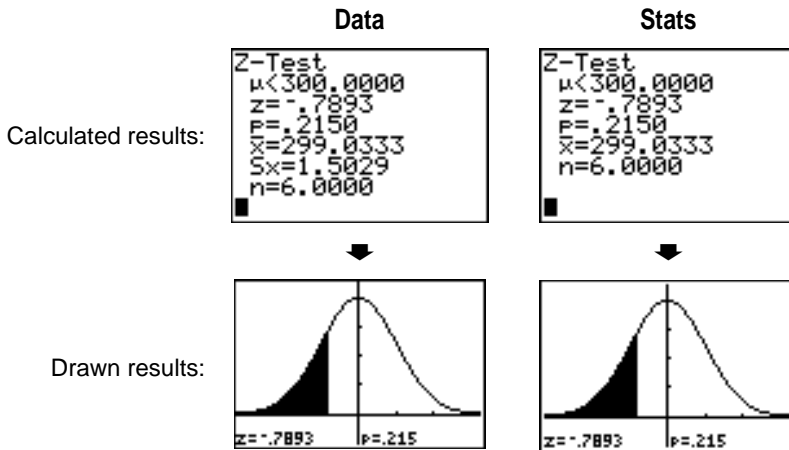 Data
Stats
Calculated results:
Z-Test
μ<300.0000
z=-.7893
p=.2150
x̄=299.0333
Sx=1.5029
n=6.0000
Z-Test
μ<300.0000
z=-.7893
p=.2150
x̄=299.0333
n=6.0000
Drawn results:
z=-.7893
p=.215
z=-.7893
p=.215